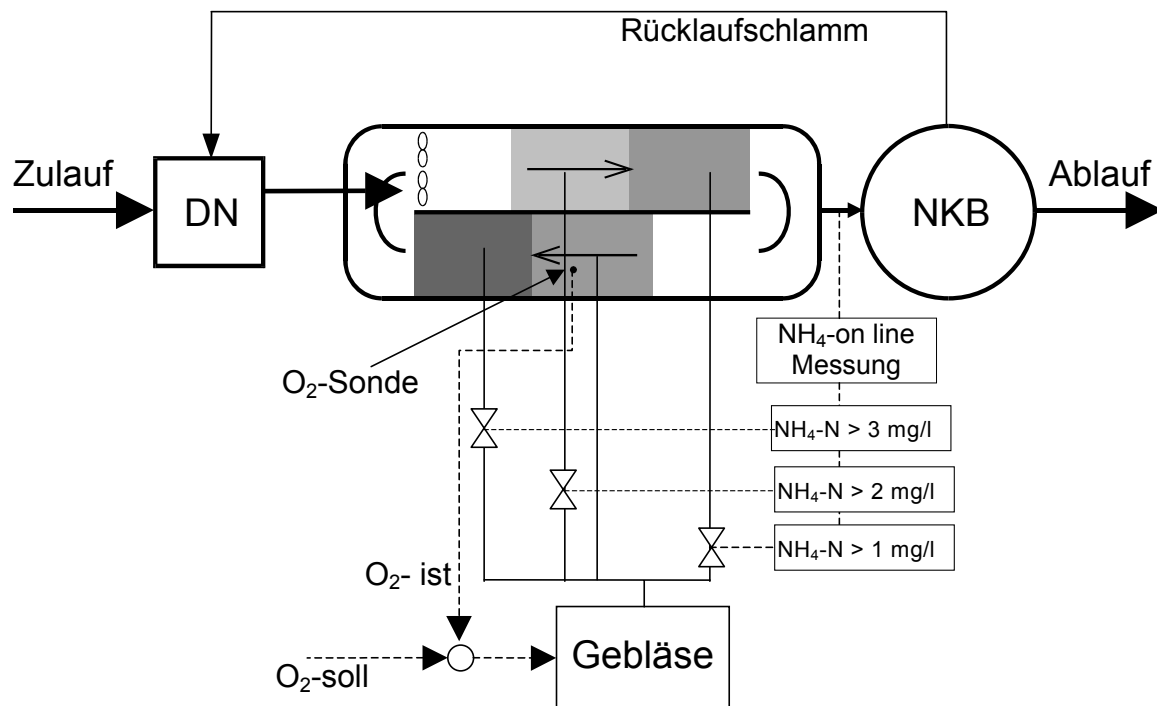 Rücklaufschlamm
Zulauf
DN
NKB
Ablauf
O₂-Sonde
NH₄-on line
Messung
NH₄-N > 3 mg/l
NH₄-N > 2 mg/l
NH₄-N > 1 mg/l
O₂- ist
O₂-soll
Gebläse